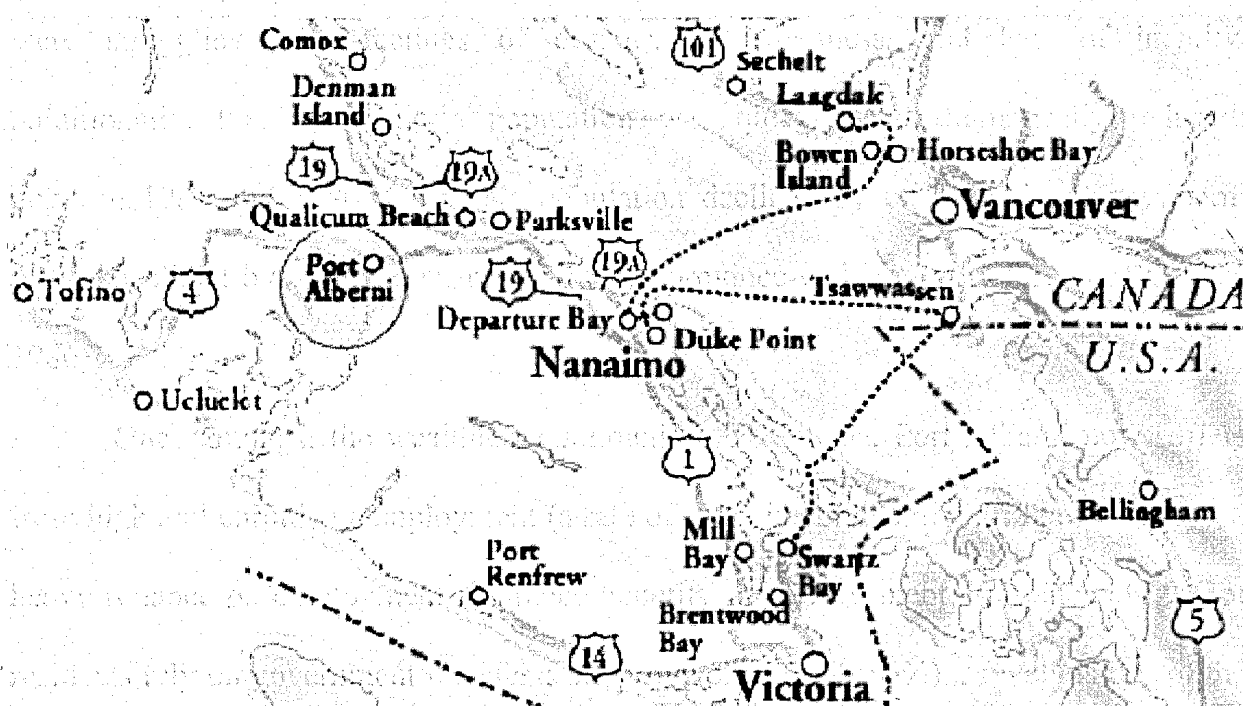 Comox
101
Sechelt
Denman
Island
Laagdak
Bowen
Island
Horseshoe Bay
19
19A
Qualicum Beach
Parksville
Vancouver
Port
Alberni
19A
Tofino
4
19
Tsawwassen
CANADA
Departure Bay
Duke Point
U.S.A.
Nanaimo
Ucluelet
1
Bellingham
Mill
Bay
Port
Renfrew
Swartz
Bay
Brentwood
Bay
5
14
Victoria